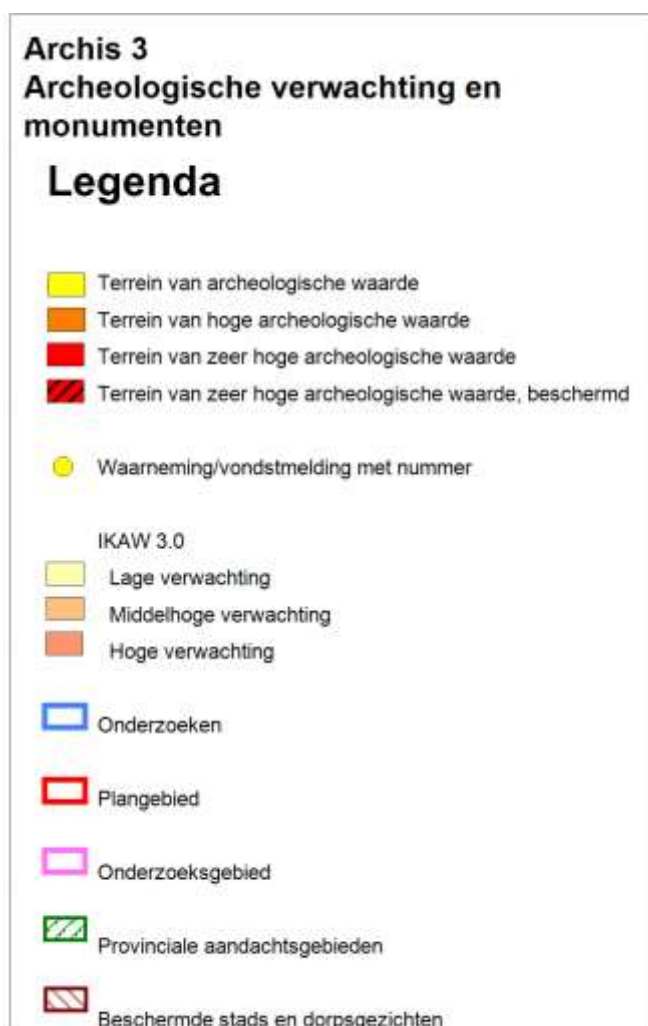 Archis 3
Archeologische verwachting en
monumenten
Legenda
Terrein van archeologische waarde
Terrein van hoge archeologische waarde
Terrein van zeer hoge archeologische waarde
Terrein van zeer hoge archeologische waarde, beschermd
Waarneming/vondstmelding met nummer
IKAW 3.0
Lage verwachting
Middelhoge verwachting
Hoge verwachting
Onderzoeken
Plangebied
Onderzoeksgebied
Provinciale aandachtsgebieden
Beschermde stads en dorpsgezichten